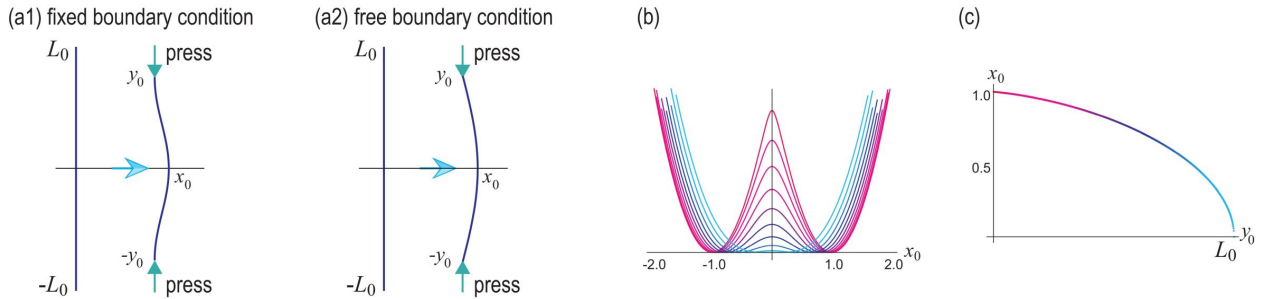 (a1) fixed boundary condition
L₀
press
y₀
x₀
-y₀
-L₀
press
(a2) free boundary condition
L₀
press
y₀
x₀
-y₀
-L₀
press
(b)
-2.0 -1.0 1.0 2.0
x₀
(c)
x₀
1.0
0.5
L₀ y₀